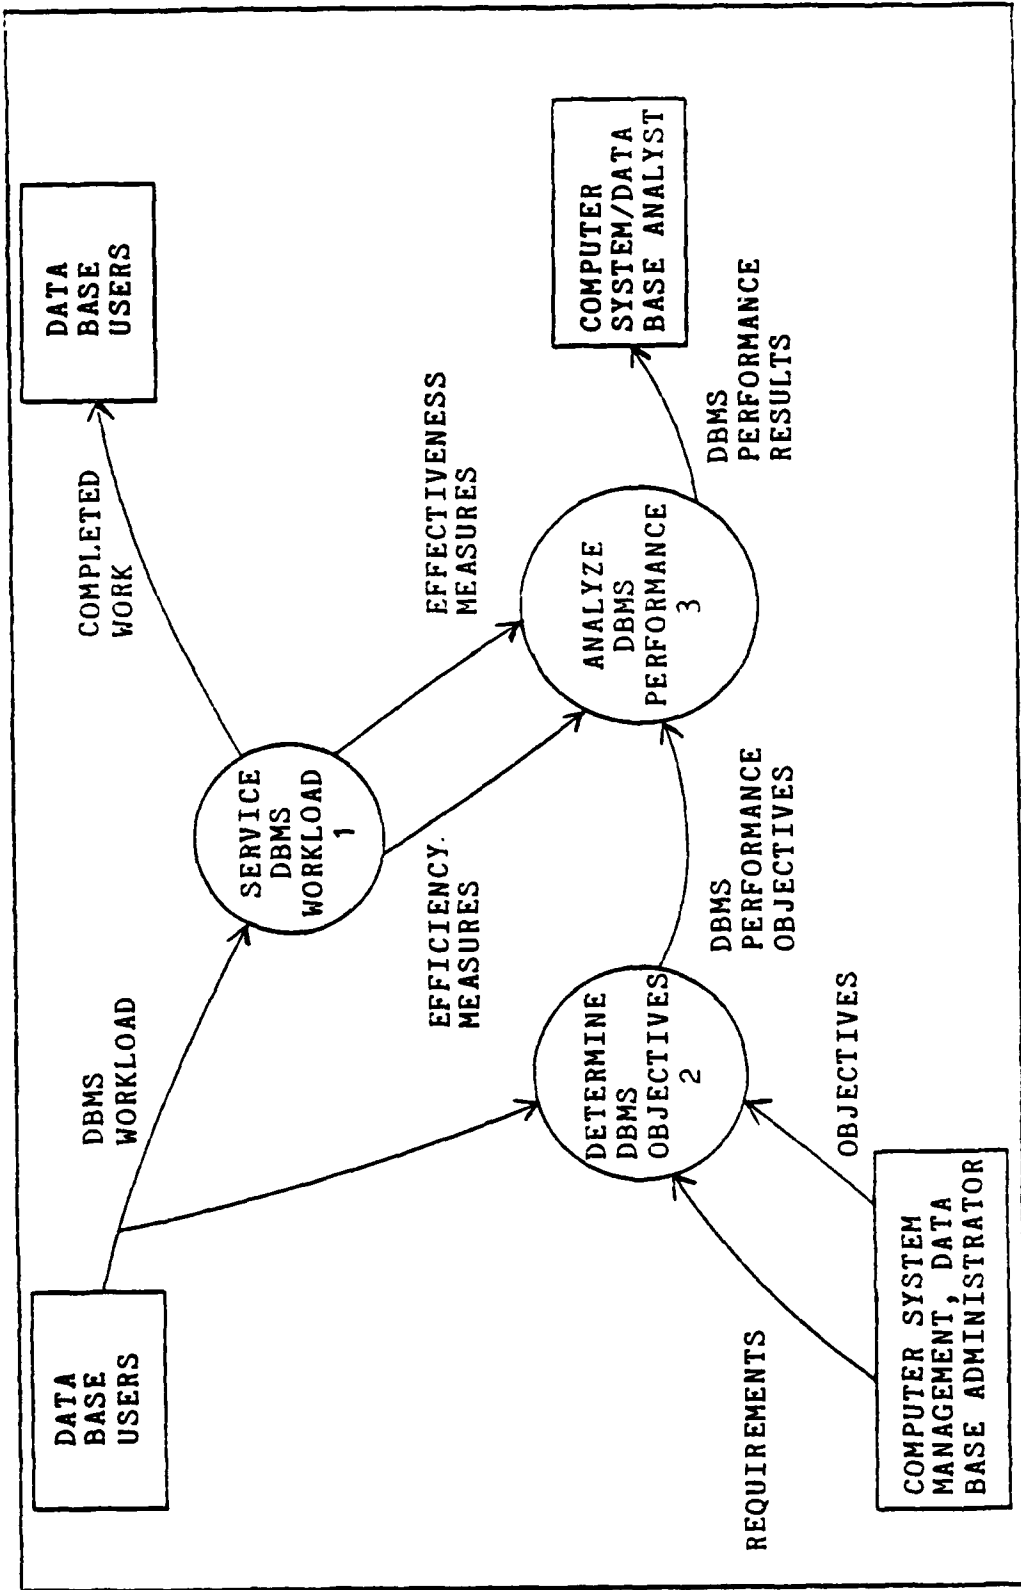 DATA
BASE
USERS
DBMS
WORKLOAD
SERVICE
DBMS
WORKLOAD
1
COMPLETED
WORK
DATA
BASE
USERS
EFFICIENCY.
MEASURES
EFFECTIVENESS
MEASURES
DETERMINE
DBMS
OBJECTIVES
2
ANALYZE
DBMS
PERFORMANCE
3
COMPUTER
SYSTEM/DATA
BASE ANALYST
REQUIREMENTS
OBJECTIVES
DBMS
PERFORMANCE
OBJECTIVES
DBMS
PERFORMANCE
RESULTS
COMPUTER SYSTEM
MANAGEMENT, DATA
BASE ADMINISTRATOR